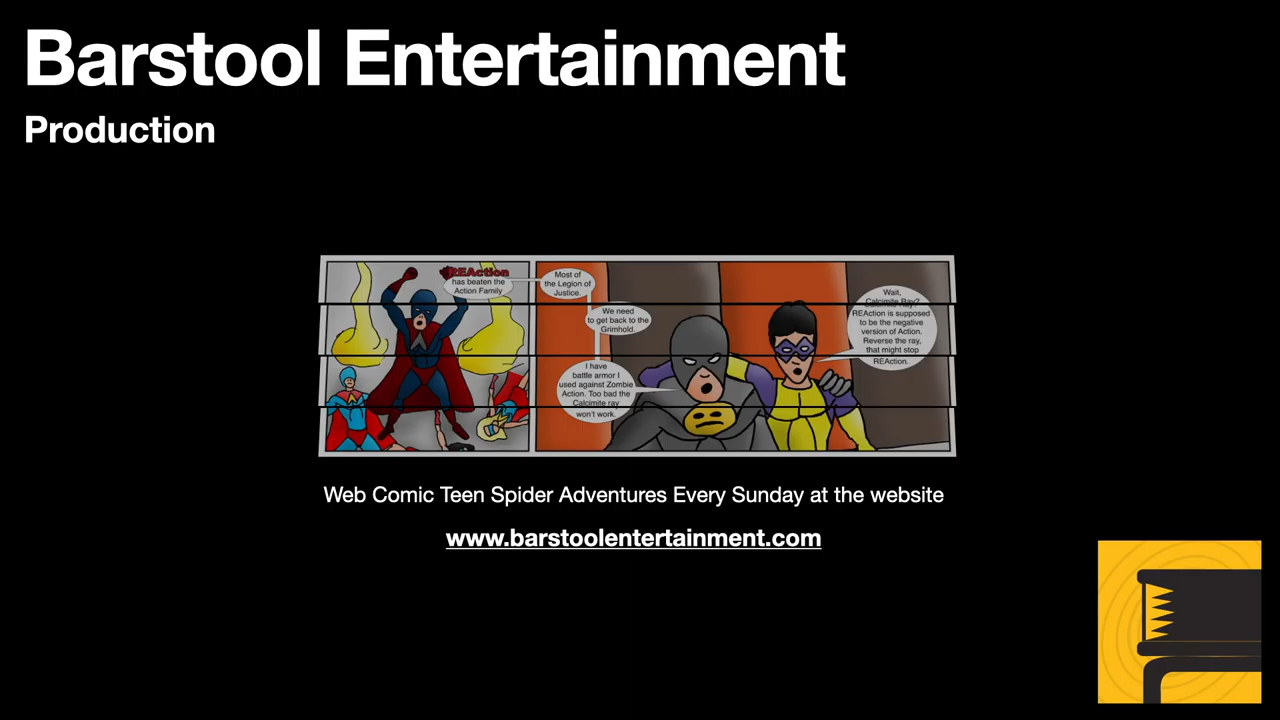 Barstool Entertainment
Production
REAction
has beaten the
Action Family
Most of
the Legion of
Justice.
We need
to get back to the
Grimhold.
I have
battle armor I
used against Zombie
Action. Too bad the
Calcimite ray
won't work.
Wait,
Calcimite Ray?
REAction is supposed
to be the negative
version of Action.
Reverse the ray,
that might stop
REAction.
Web Comic Teen Spider Adventures Every Sunday at the website
www.barstoolentertainment.com